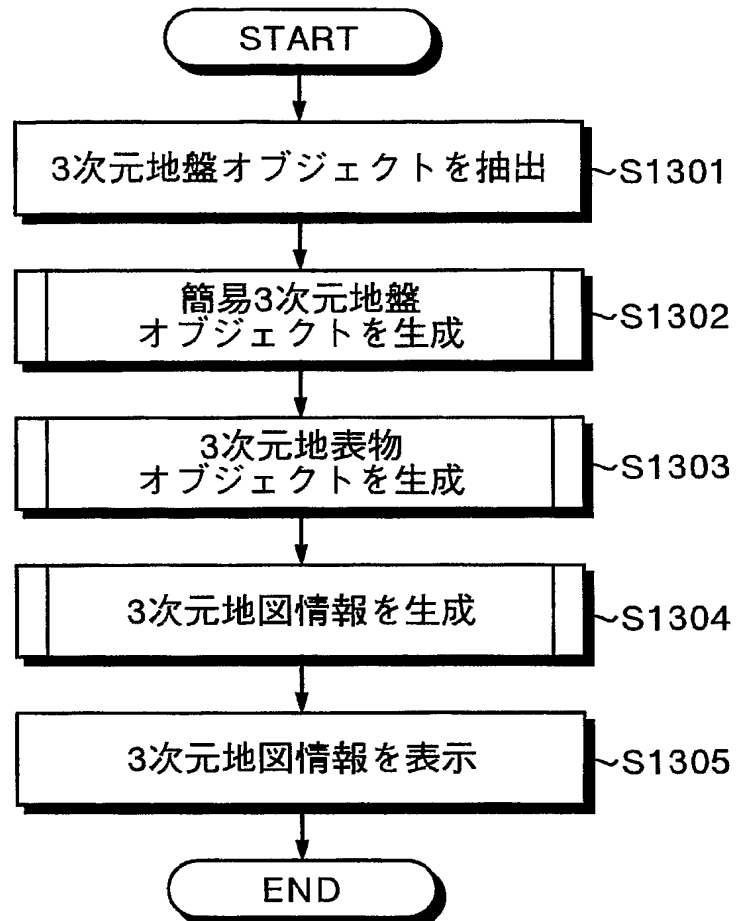 START
3次元地盤オブジェクトを抽出
S1301
簡易3次元地盤
オブジェクトを生成
S1302
3次元地表物
オブジェクトを生成
S1303
3次元地図情報を生成
S1304
3次元地図情報を表示
S1305
END